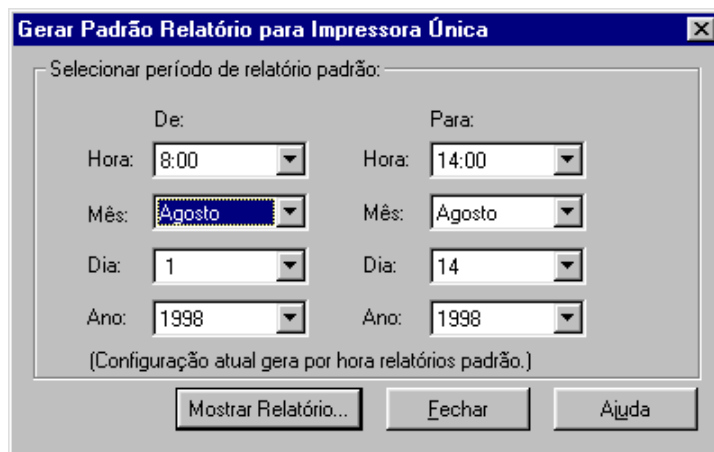 Gerar Padrão Relatório para Impressora Única
Selecionar período de relatório padrão:
De: Para:
Hora: 8:00 Hora: 14:00
Mês: Agosto Mês: Agosto
Dia: 1 Dia: 14
Ano: 1998 Ano: 1998
(Configuração atual gera por hora relatórios padrão.)
Mostrar Relatório... Fechar Ajuda